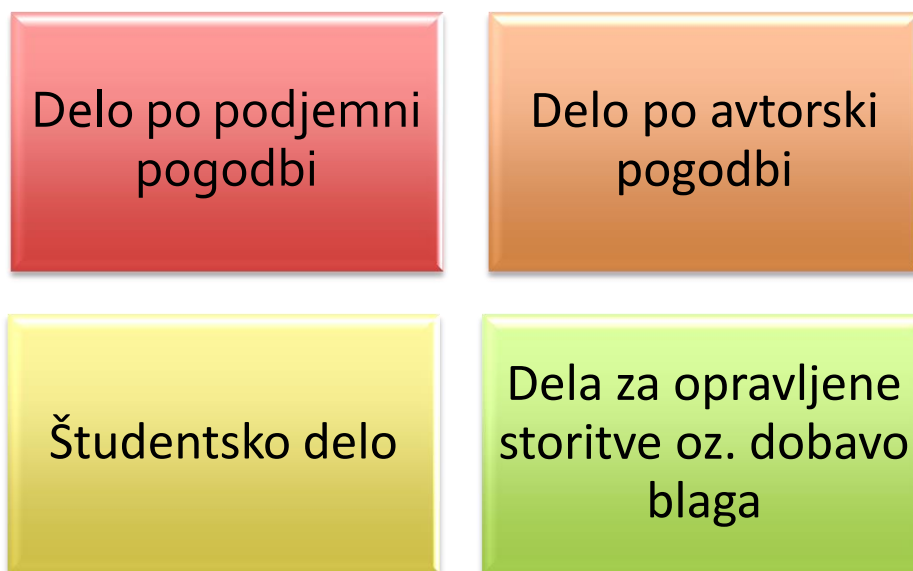 Delo po podjemni
pogodbi
Delo po avtorski
pogodbi
Študentsko delo
Dela za opravljene
storitve oz. dobavo
blaga